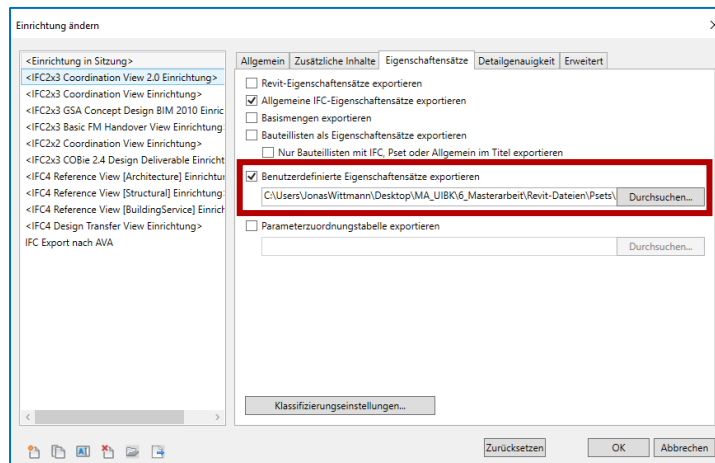 Einrichtung ändern
<Einrichtung in Sitzung>
<IFC2x3 Coordination View 2.0 Einrichtung>
<IFC2x3 Coordination View Einrichtung>
<IFC2x3 GSA Concept Design BIM 2010 Einric
<IFC2x3 Basic FM Handover View Einrichtung>
<IFC2x2 Coordination View Einrichtung>
<IFC2x3 COBie 2.4 Design Deliverable Einricht
<IFC4 Reference View [Architecture] Einrichtur
<IFC4 Reference View [Structural] Einrichtung>
<IFC4 Reference View [BuildingService] Einrich
<IFC4 Design Transfer View Einrichtung>
IFC Export nach AVA
Allgemein Zusätzliche Inhalte Eigenschaftensätze Detailgenauigkeit Erweitert
Revit-Eigenschaftensätze exportieren
Allgemeine IFC-Eigenschaftensätze exportieren
Basismengen exportieren
Bauteillisten als Eigenschaftensätze exportieren
Nur Bauteillisten mit IFC, Pset oder Allgemein im Titel exportieren
Benutzerdefinierte Eigenschaftensätze exportieren
C:\Users\JonasWittmann\Desktop\MA_UIBK\6_Masterarbeit\Revit-Dateien\Psets\ Durchsuchen...
Parameterzuordnungstabelle exportieren
Durchsuchen...
Klassifizierungseinstellungen...
Zurücksetzen OK Abbrechen